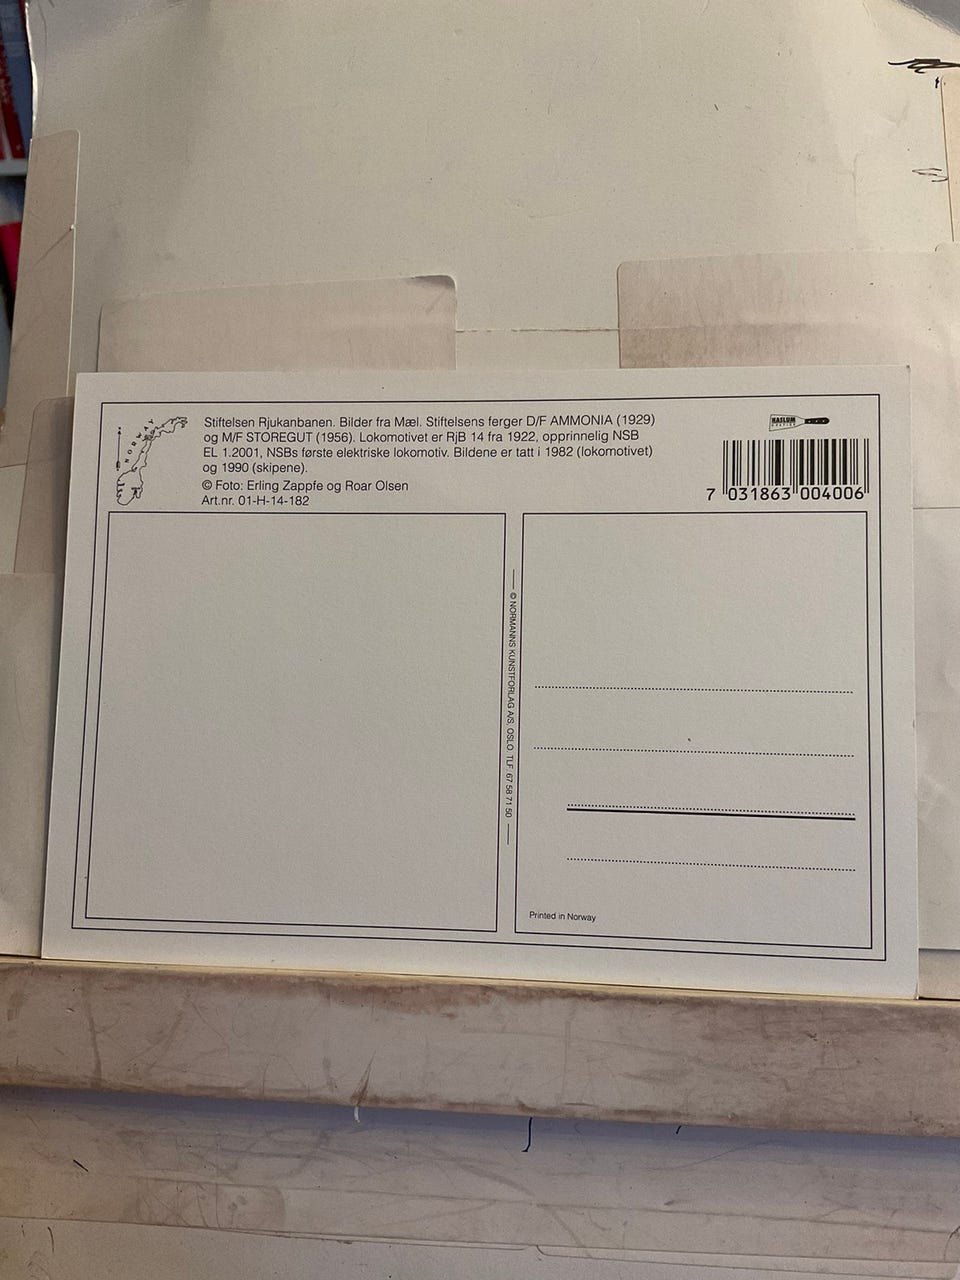 NORWAY
Stiftelsen Rjukanbanen. Bilder fra Mæl. Stiftelsens ferger D/F AMMONIA (1929)
og M/F STOREGUT (1956). Lokomotivet er RjB 14 fra 1922, opprinnelig NSB
EL 1.2001, NSBs første elektriske lokomotiv. Bildene er tatt i 1982 (lokomotivet)
og 1990 (skipene).
© Foto: Erling Zappfe og Roar Olsen
Art.nr. 01-H-14-182
HASLUM
GRAFISK
7 031863 004006
© NORMANNS KUNSTFORLAG A/S, OSLO. TLF. 67 58 71 50
Printed in Norway